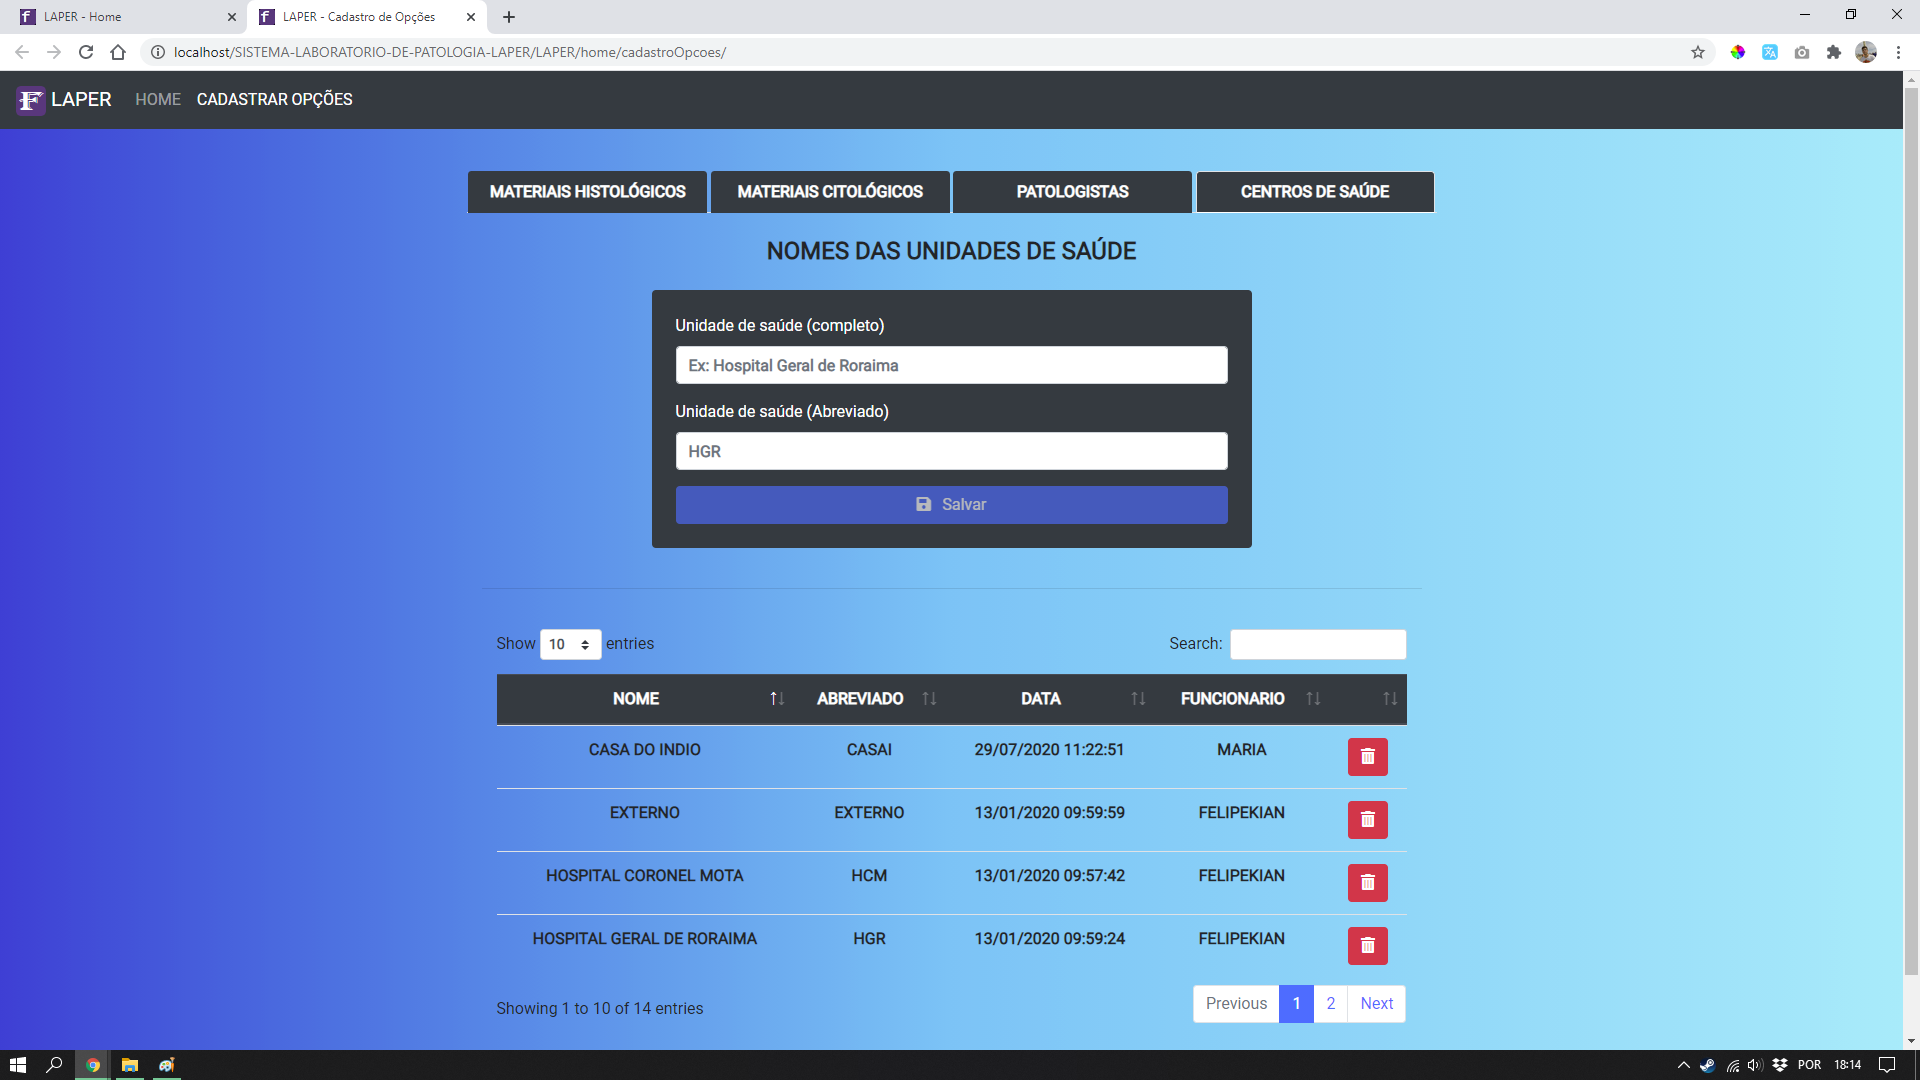 LAPER - Home
LAPER - Cadastro de Opções
localhost/SISTEMA-LABORATORIO-DE-PATOLOGIA-LAPER/LAPER/home/cadastroOpcoes/
LAPER HOME CADASTRAR OPÇÕES
MATERIAIS HISTOLÓGICOS MATERIAIS CITOLÓGICOS PATOLOGISTAS CENTROS DE SAÚDE
NOMES DAS UNIDADES DE SAÚDE
Unidade de saúde (completo)
Ex: Hospital Geral de Roraima
Unidade de saúde (Abreviado)
HGR
Salvar
Show 10 entries Search:
NOME ABREVIADO DATA FUNCIONARIO
CASA DO INDIO CASAI 29/07/2020 11:22:51 MARIA
EXTERNO EXTERNO 13/01/2020 09:59:59 FELIPEKIAN
HOSPITAL CORONEL MOTA HCM 13/01/2020 09:57:42 FELIPEKIAN
HOSPITAL GERAL DE RORAIMA HGR 13/01/2020 09:59:24 FELIPEKIAN
Showing 1 to 10 of 14 entries Previous 1 2 Next
POR 18:14